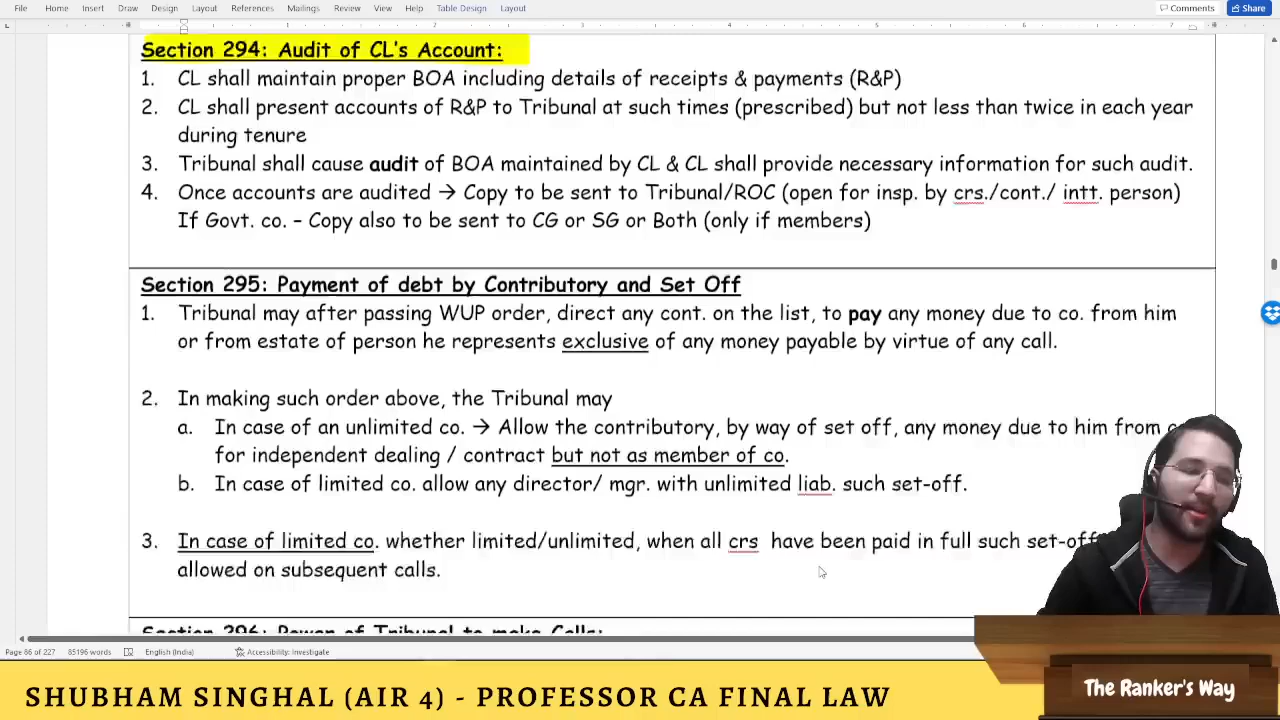 File Home Insert Draw Design Layout References Mailings Review View Help Table Design Layout Comments Share
Section 294: Audit of CL's Account:
1. CL shall maintain proper BOA including details of receipts & payments (R&P)
2. CL shall present accounts of R&P to Tribunal at such times (prescribed) but not less than twice in each year
during tenure
3. Tribunal shall cause audit of BOA maintained by CL & CL shall provide necessary information for such audit.
4. Once accounts are audited → Copy to be sent to Tribunal/ROC (open for insp. by crs./cont./ intt. person)
If Govt. co. – Copy also to be sent to CG or SG or Both (only if members)
Section 295: Payment of debt by Contributory and Set Off
1. Tribunal may after passing WUP order, direct any cont. on the list, to pay any money due to co. from him
or from estate of person he represents exclusive of any money payable by virtue of any call.
2. In making such order above, the Tribunal may
a. In case of an unlimited co. → Allow the contributory, by way of set off, any money due to him from
for independent dealing / contract but not as member of co.
b. In case of limited co. allow any director/ mgr. with unlimited liab. such set-off.
3. In case of limited co. whether limited/unlimited, when all crs have been paid in full such set-off
allowed on subsequent calls.
Section 296: Power of Tribunal to make Calls:
Page 86 of 227 85196 words English (India) Accessibility: Investigate
SHUBHAM SINGHAL (AIR 4) - PROFESSOR CA FINAL LAW
The Ranker's Way